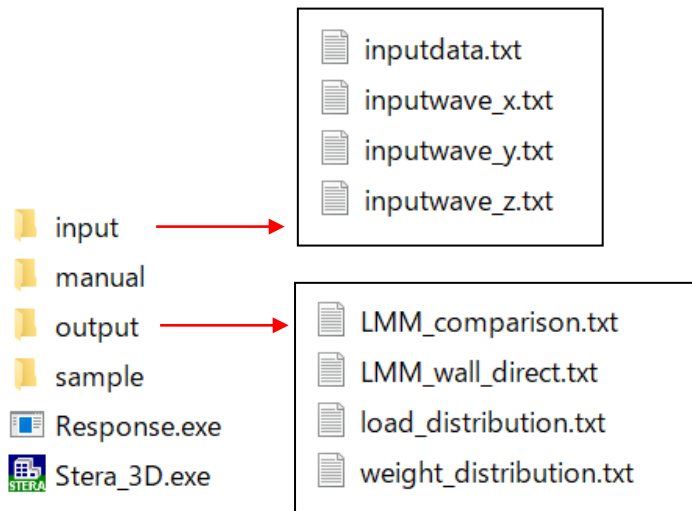 inputdata.txt
inputwave_x.txt
inputwave_y.txt
inputwave_z.txt
input
manual
output
sample
Response.exe
STERA
Stera_3D.exe
LMM_comparison.txt
LMM_wall_direct.txt
load_distribution.txt
weight_distribution.txt